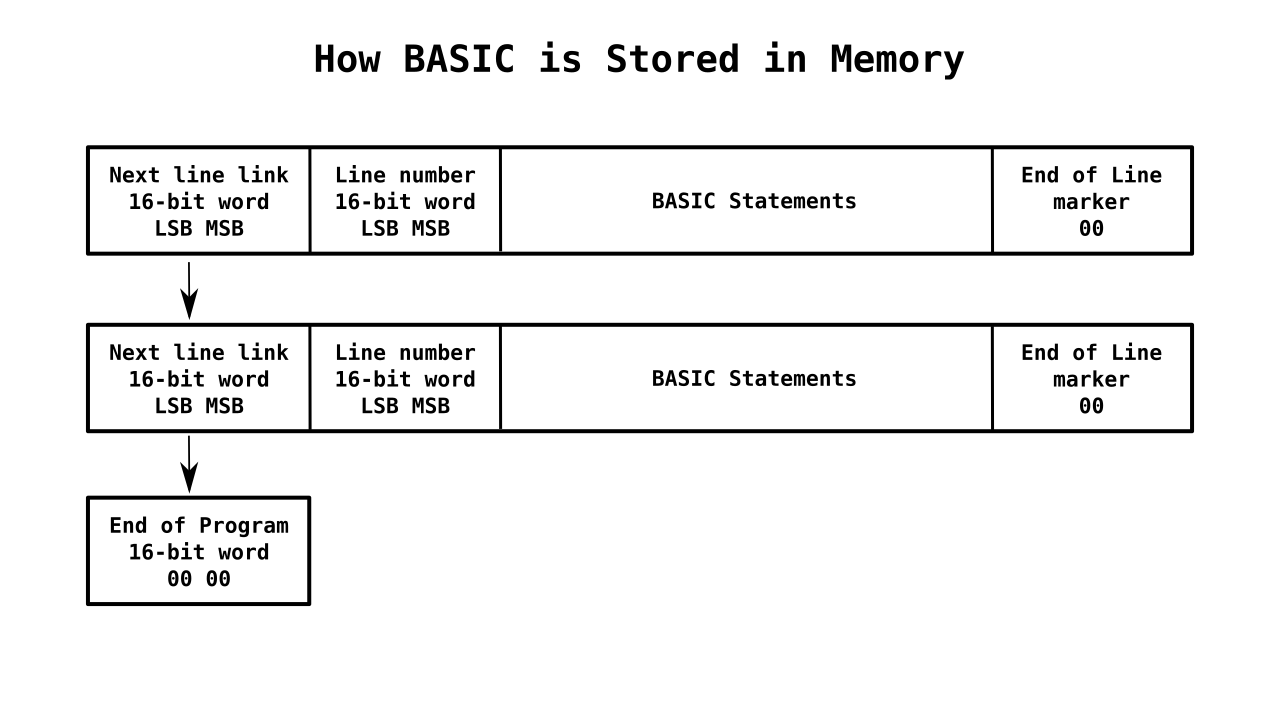 How BASIC is Stored in Memory
Next line link
16-bit word
LSB MSB
Line number
16-bit word
LSB MSB
BASIC Statements
End of Line
marker
00
Next line link
16-bit word
LSB MSB
Line number
16-bit word
LSB MSB
BASIC Statements
End of Line
marker
00
End of Program
16-bit word
00 00